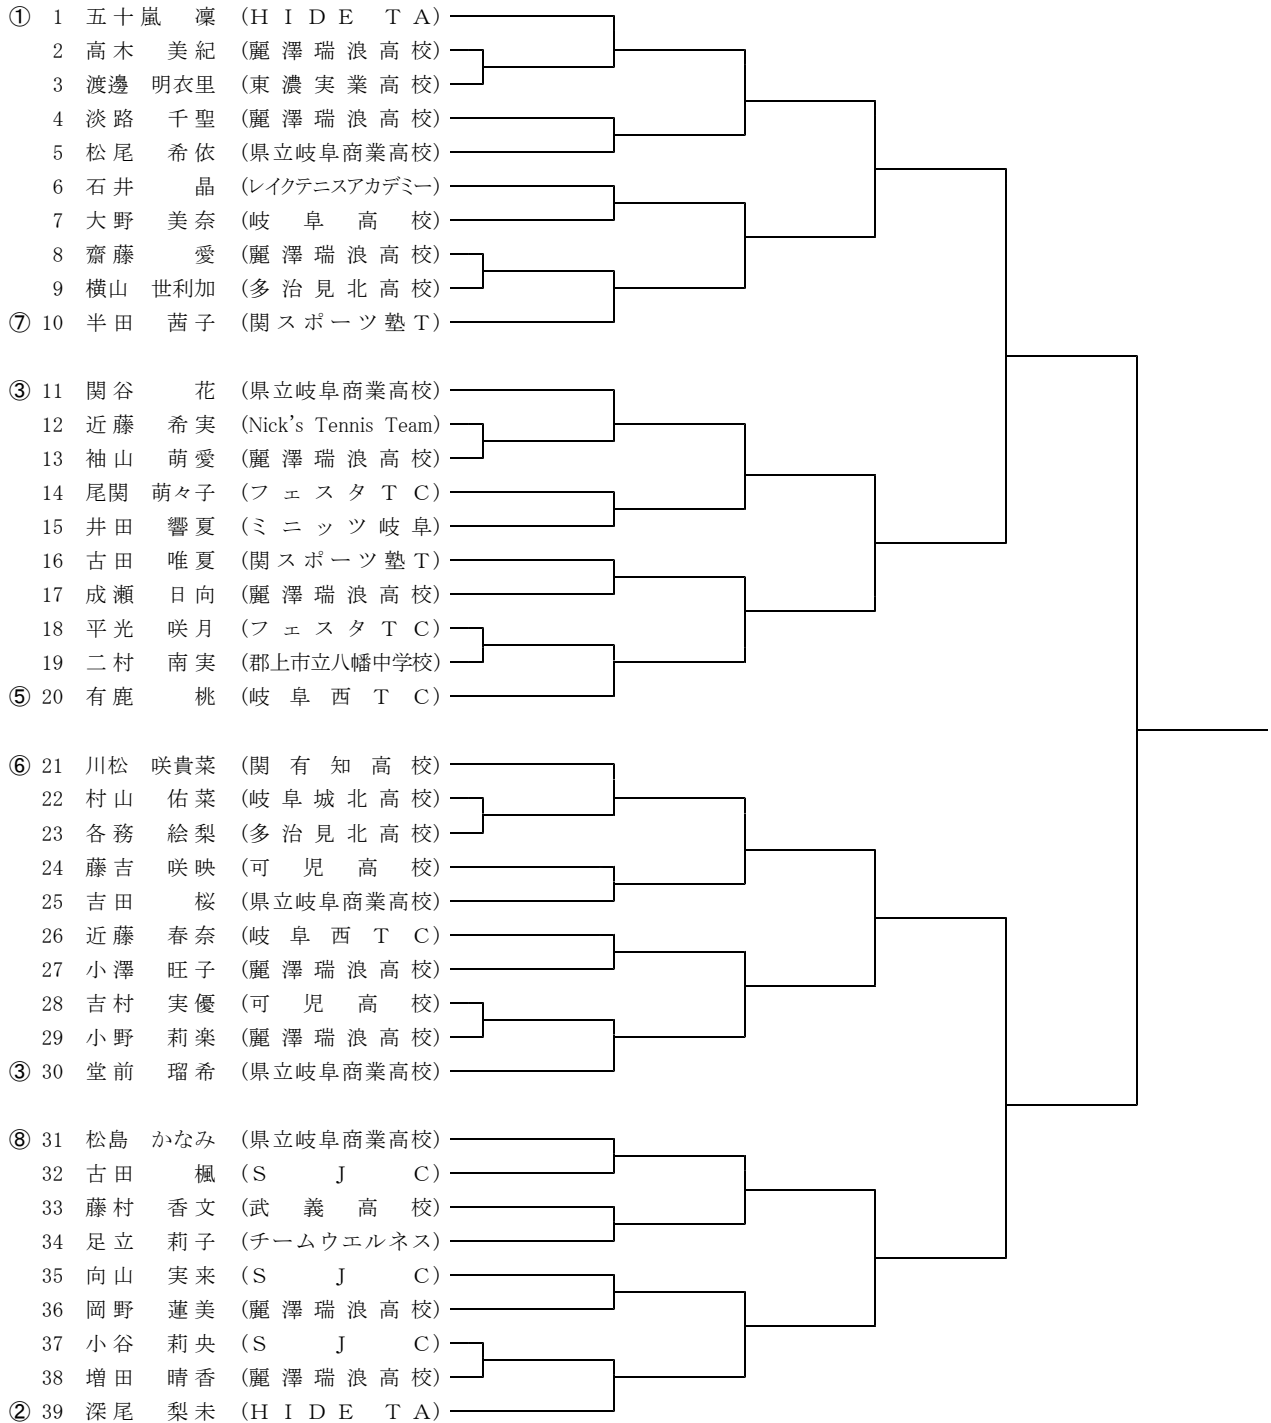 ① 1 五十嵐 凜 (HIDE TA)
2 高木 美紀 (麗澤瑞浪高校)
3 渡邊 明衣里 (東濃実業高校)
4 淡路 千聖 (麗澤瑞浪高校)
5 松尾 希依 (県立岐阜商業高校)
6 石井 晶 (レイクテニスアカデミー)
7 大野 美奈 (岐阜高校)
8 齋藤 愛 (麗澤瑞浪高校)
9 横山 世利加 (多治見北高校)
⑦ 10 半田 茜子 (関スポーツ塾T)
③ 11 関谷 花 (県立岐阜商業高校)
12 近藤 希実 (Nick's Tennis Team)
13 袖山 萌愛 (麗澤瑞浪高校)
14 尾関 萌々子 (フェスタTC)
15 井田 響夏 (ミニッツ岐阜)
16 古田 唯夏 (関スポーツ塾T)
17 成瀬 日向 (麗澤瑞浪高校)
18 平光 咲月 (フェスタTC)
19 二村 南実 (郡上市立八幡中学校)
⑤ 20 有鹿 桃 (岐阜西TC)
⑥ 21 川松 咲貴菜 (関有知高校)
22 村山 佑菜 (岐阜城北高校)
23 各務 絵梨 (多治見北高校)
24 藤吉 咲映 (可児高校)
25 吉田 桜 (県立岐阜商業高校)
26 近藤 春奈 (岐阜西TC)
27 小澤 旺子 (麗澤瑞浪高校)
28 吉村 実優 (可児高校)
29 小野 莉楽 (麗澤瑞浪高校)
③ 30 堂前 瑠希 (県立岐阜商業高校)
⑧ 31 松島 かなみ (県立岐阜商業高校)
32 古田 楓 (SJC)
33 藤村 香文 (武義高校)
34 足立 莉子 (チームウエルネス)
35 向山 実来 (SJC)
36 岡野 蓮美 (麗澤瑞浪高校)
37 小谷 莉央 (SJC)
38 増田 晴香 (麗澤瑞浪高校)
② 39 深尾 梨未 (HIDE TA)